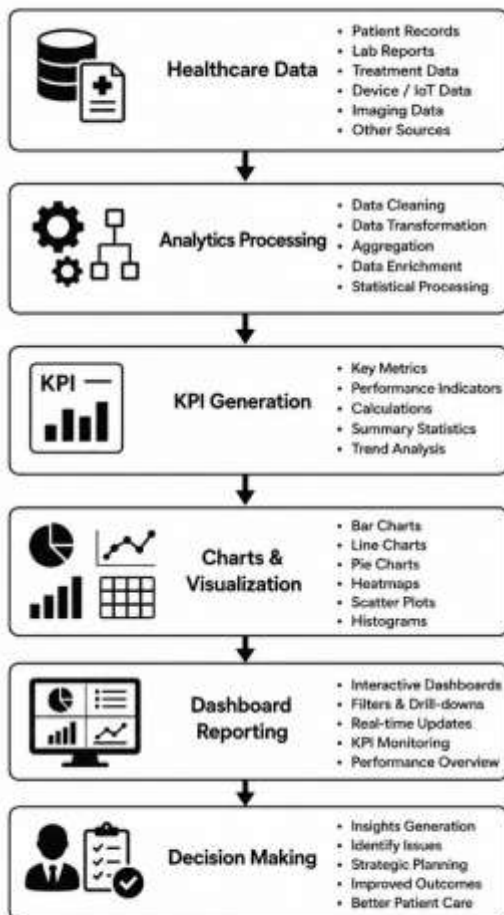 Healthcare Data
• Patient Records
• Lab Reports
• Treatment Data
• Device / IoT Data
• Imaging Data
• Other Sources
Analytics Processing
• Data Cleaning
• Data Transformation
• Aggregation
• Data Enrichment
• Statistical Processing
KPI
KPI Generation
• Key Metrics
• Performance Indicators
• Calculations
• Summary Statistics
• Trend Analysis
Charts &
Visualization
• Bar Charts
• Line Charts
• Pie Charts
• Heatmaps
• Scatter Plots
• Histograms
Dashboard
Reporting
• Interactive Dashboards
• Filters & Drill-downs
• Real-time Updates
• KPI Monitoring
• Performance Overview
Decision Making
• Insights Generation
• Identify Issues
• Strategic Planning
• Improved Outcomes
• Better Patient Care